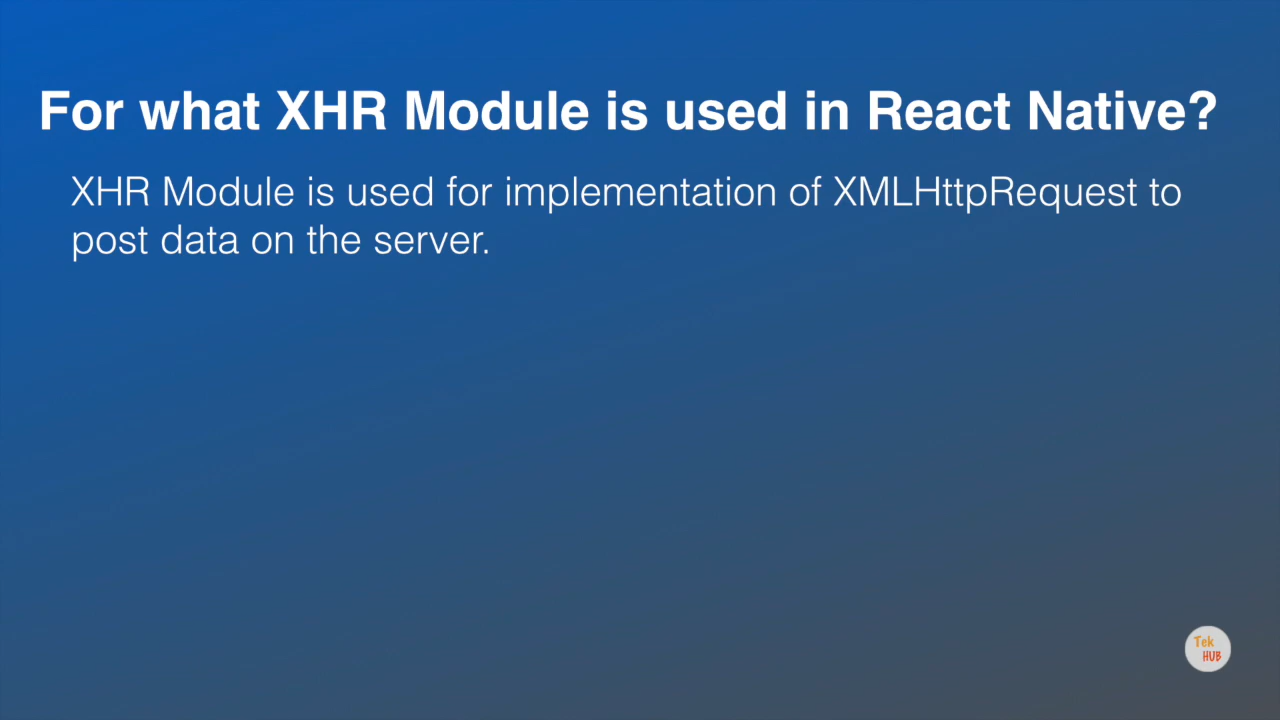 For what XHR Module is used in React Native?
XHR Module is used for implementation of XMLHttpRequest to
post data on the server.
Tek
HUB